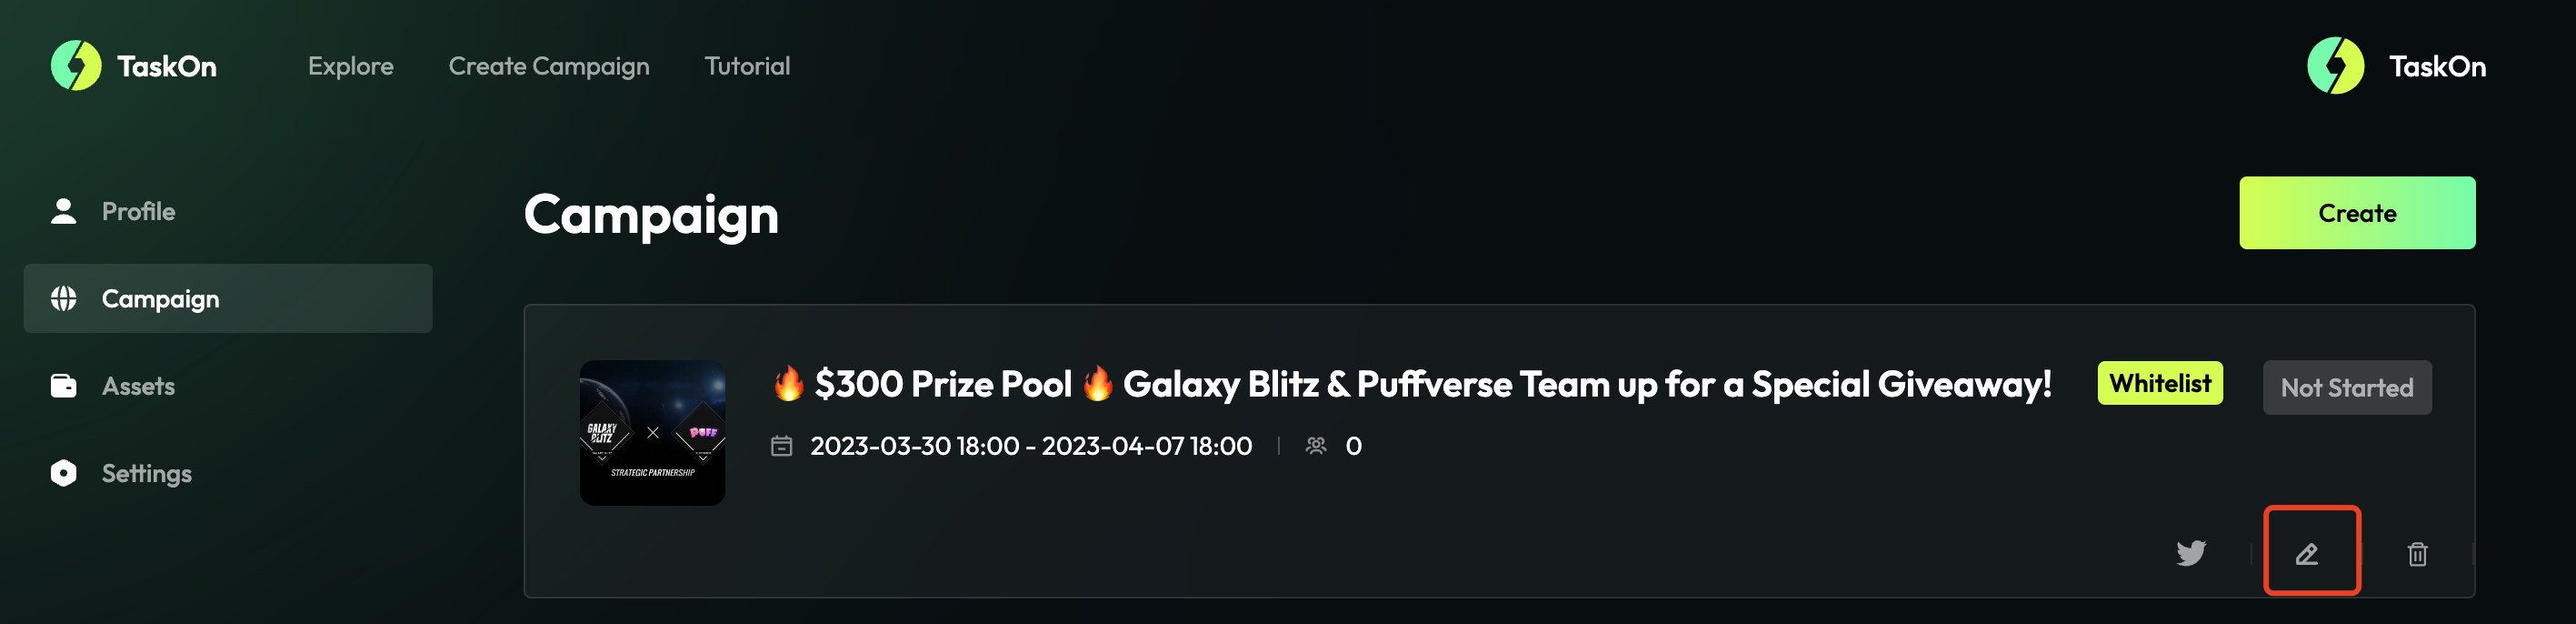 TaskOn
Explore
Create Campaign
Tutorial
TaskOn
Profile
Campaign
Assets
Settings
Campaign
Create
🔥 $300 Prize Pool 🔥 Galaxy Blitz & Puffverse Team up for a Special Giveaway!
Whitelist
Not Started
2023-03-30 18:00 - 2023-04-07 18:00
0
GALAXY
BLITZ
×
PUFF
STRATEGIC PARTNERSHIP